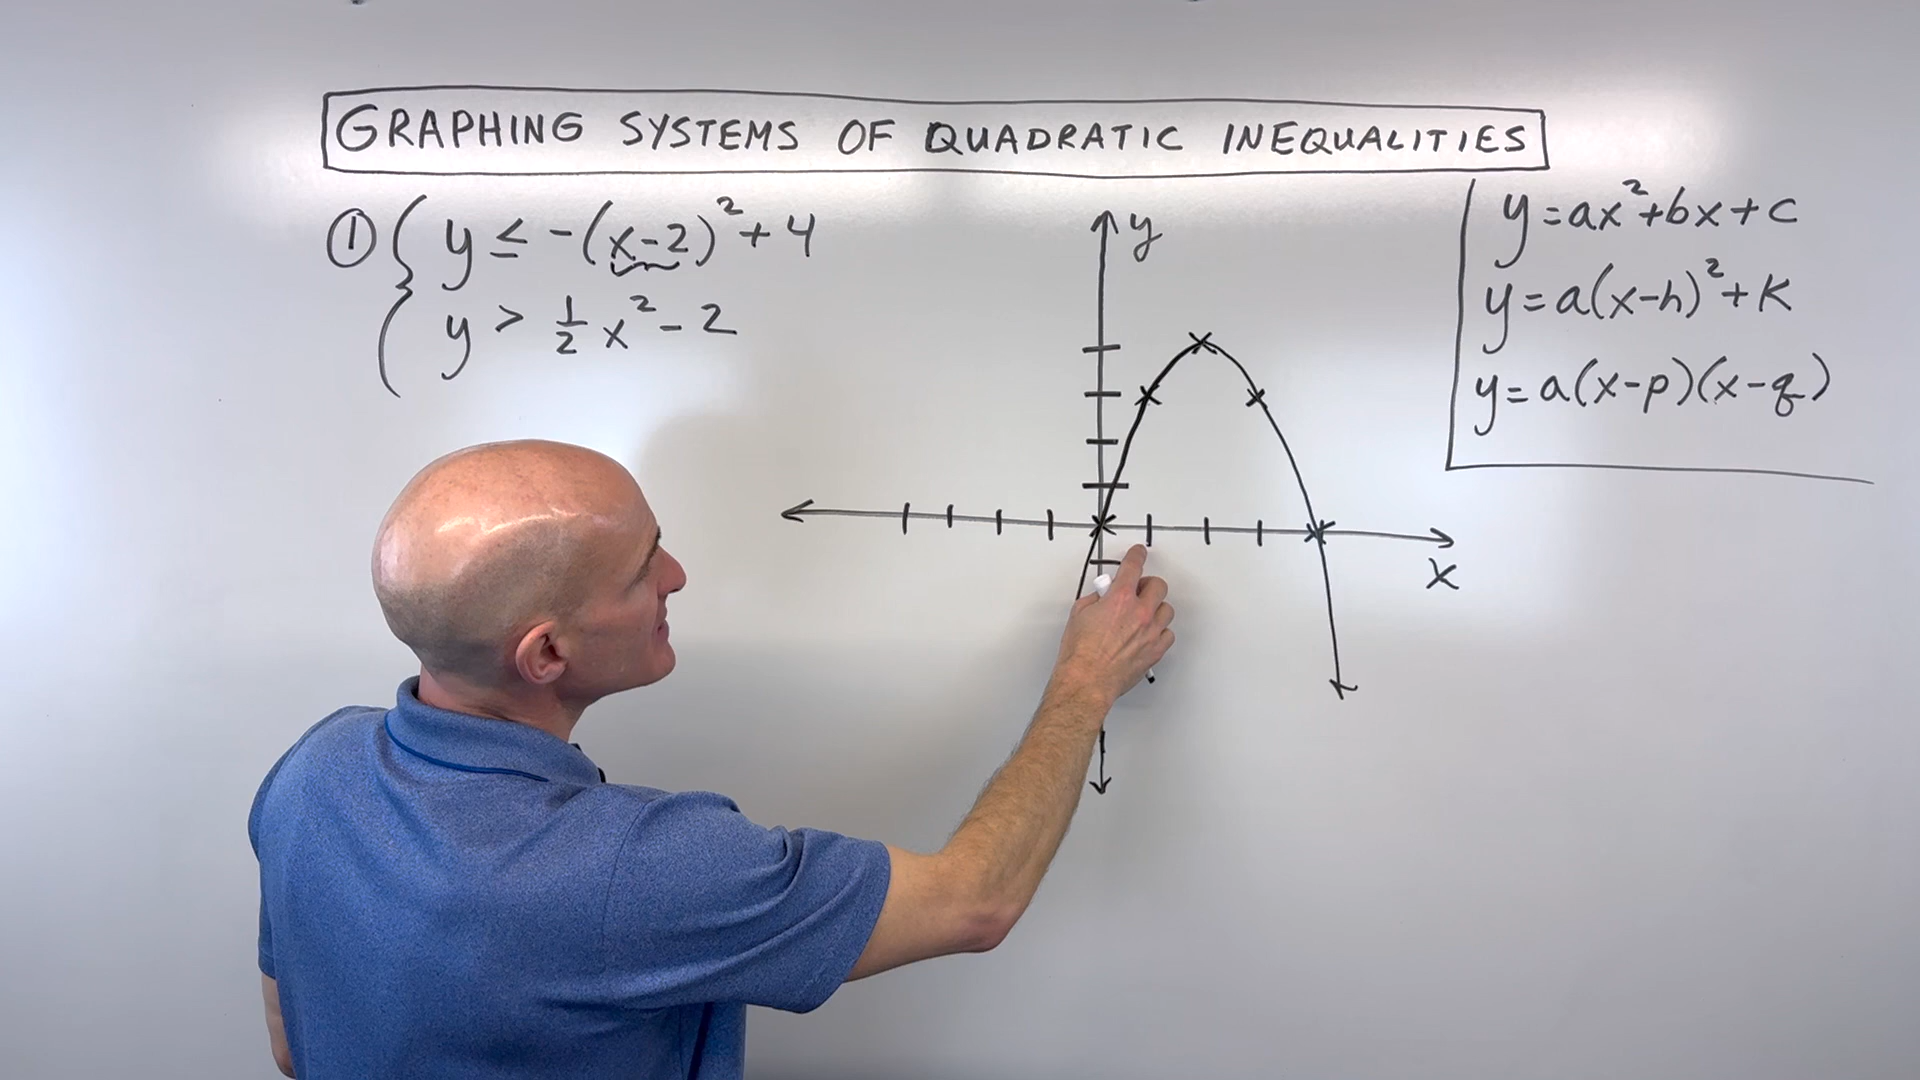 GRAPHING SYSTEMS OF QUADRATIC INEQUALITIES
① { y ≤ -(x-2)² + 4
y > ½x² - 2
y
x
y=ax²+bx+c
y=a(x-h)²+k
y=a(x-p)(x-q)